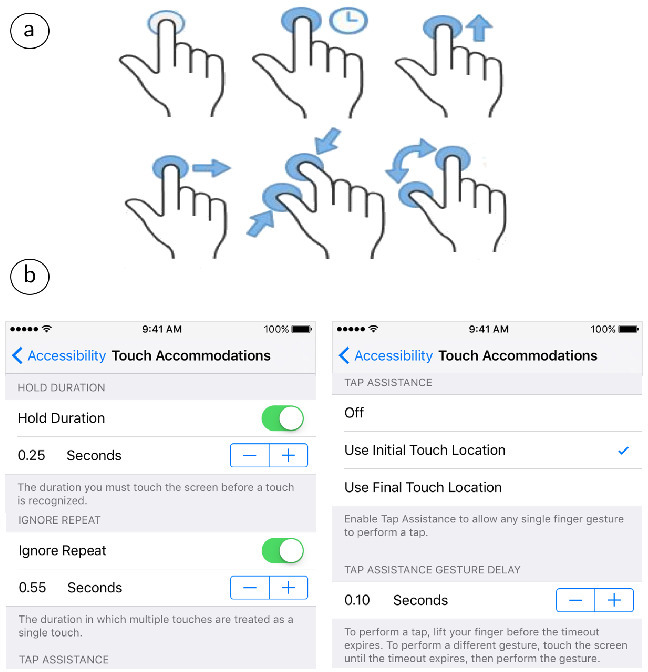 a
b
9:41 AM 100%
Accessibility Touch Accommodations
HOLD DURATION
Hold Duration
0.25 Seconds
The duration you must touch the screen before a touch
is recognized.
IGNORE REPEAT
Ignore Repeat
0.55 Seconds
The duration in which multiple touches are treated as a
single touch.
TAP ASSISTANCE
9:41 AM 100%
Accessibility Touch Accommodations
TAP ASSISTANCE
Off
Use Initial Touch Location
Use Final Touch Location
Enable Tap Assistance to allow any single finger gesture
to perform a tap.
TAP ASSISTANCE GESTURE DELAY
0.10 Seconds
To perform a tap, lift your finger before the timeout
expires. To perform a different gesture, touch the screen
until the timeout expires, then perform the gesture.